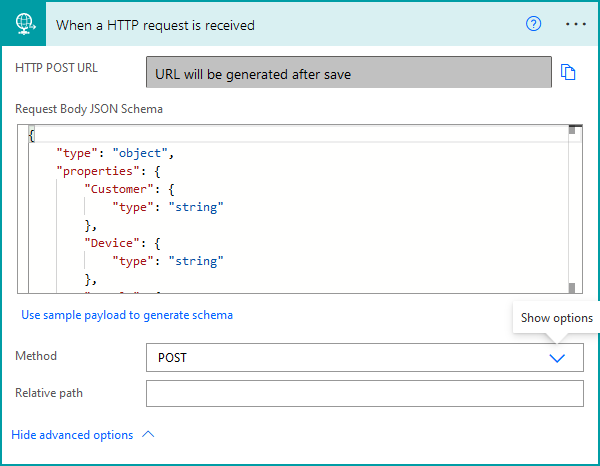 When a HTTP request is received
HTTP POST URL
URL will be generated after save
Request Body JSON Schema
{
    "type": "object",
    "properties": {
        "Customer": {
            "type": "string"
        },
        "Device": {
            "type": "string"
        },
Use sample payload to generate schema
Show options
Method
POST
Relative path
Hide advanced options